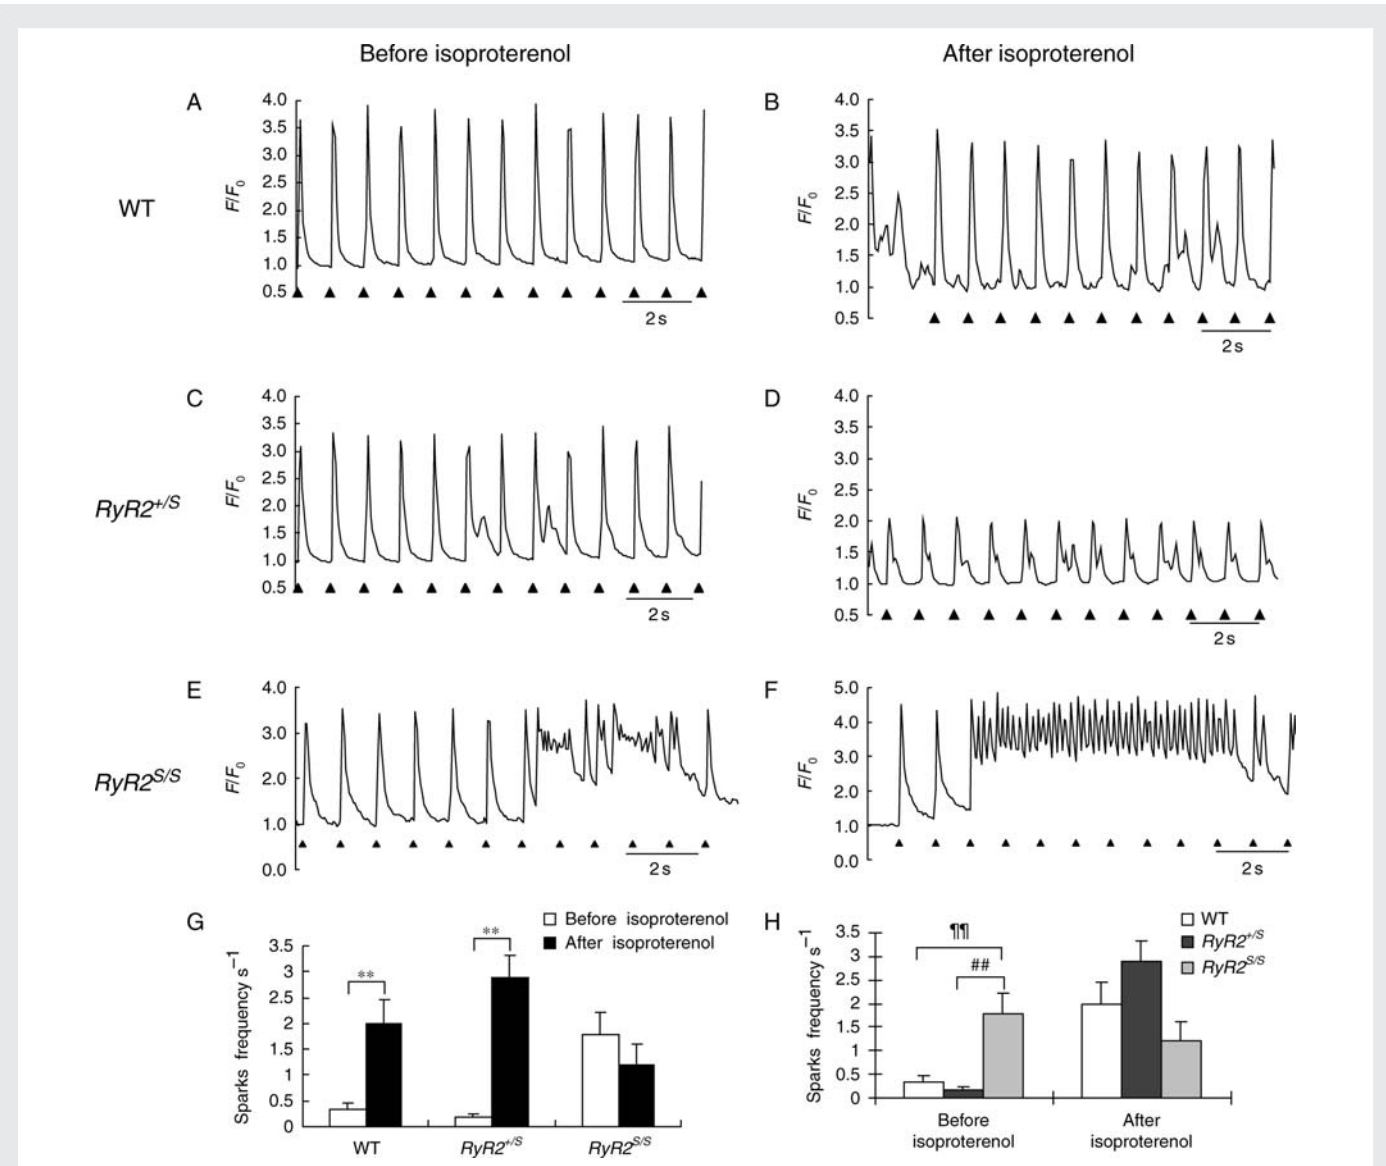 Before isoproterenol After isoproterenol
A
4.0
3.5
3.0
2.5
2.0
1.5
1.0
0.5
F/F0
WT
2 s
B
4.0
3.5
3.0
2.5
2.0
1.5
1.0
0.5
F/F0
2 s
C
4.0
3.5
3.0
2.5
2.0
1.5
1.0
0.5
F/F0
RyR2+/S
2 s
D
4.0
3.5
3.0
2.5
2.0
1.5
1.0
0.5
F/F0
2 s
E
4.0
3.0
2.0
1.0
0.0
F/F0
RyR2S/S
2 s
F
5.0
4.0
3.0
2.0
1.0
0.0
F/F0
2 s
G
Before isoproterenol
After isoproterenol
Sparks frequency s−1
3.5
3
2.5
2
1.5
1
0.5
0
**
**
WT RyR2+/S RyR2S/S
H
WT
RyR2+/S
RyR2S/S
Sparks frequency s−1
3.5
3
2.5
2
1.5
1
0.5
0
¶¶
##
Before isoproterenol
After isoproterenol